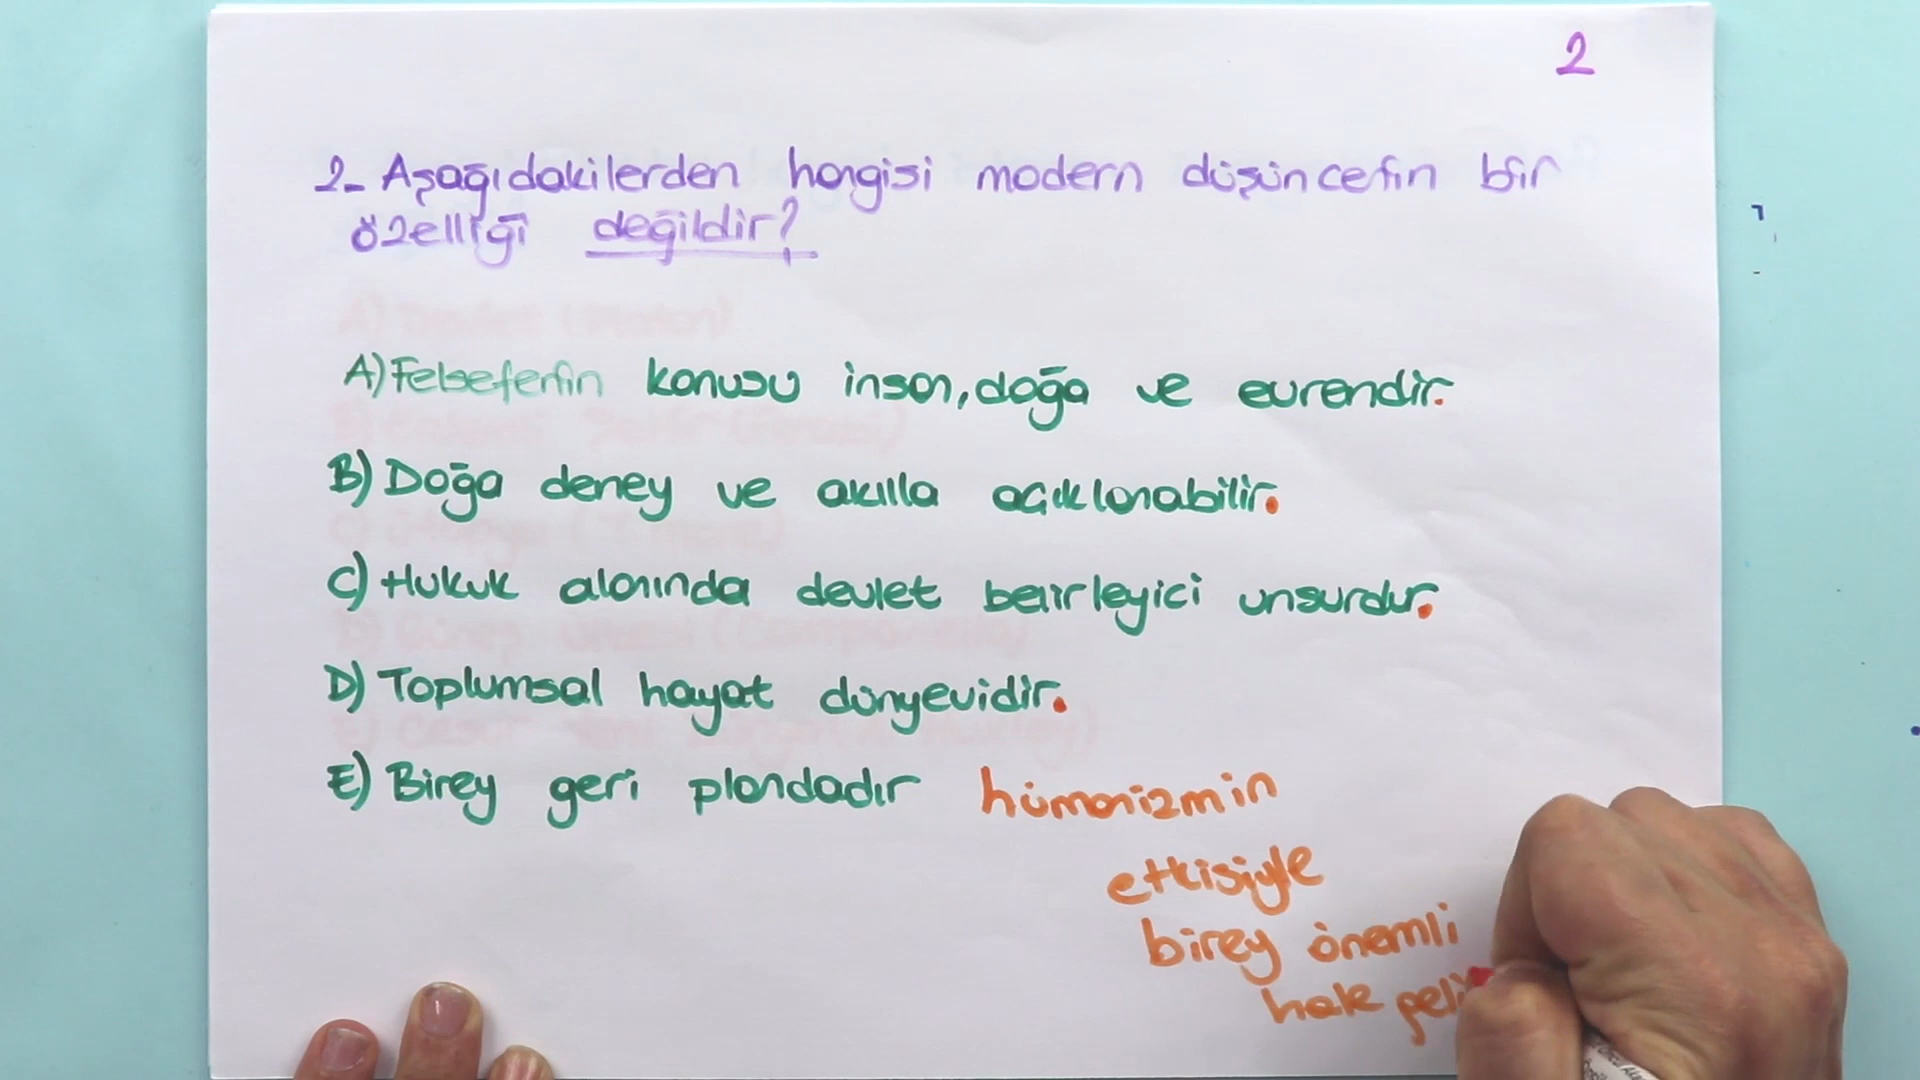 2
2- Aşağıdakilerden hangisi modern düşüncenin bir
özelliği değildir?
A) Felsefenin konusu insan, doğa ve evrendir.
B) Doğa deney ve akılla açıklanabilir.
C) Hukuk alanında devlet belirleyici unsurdur.
D) Toplumsal hayat dünyevidir.
E) Birey geri plandadır hümanizmin
etkisiyle
birey önemli
hale geli